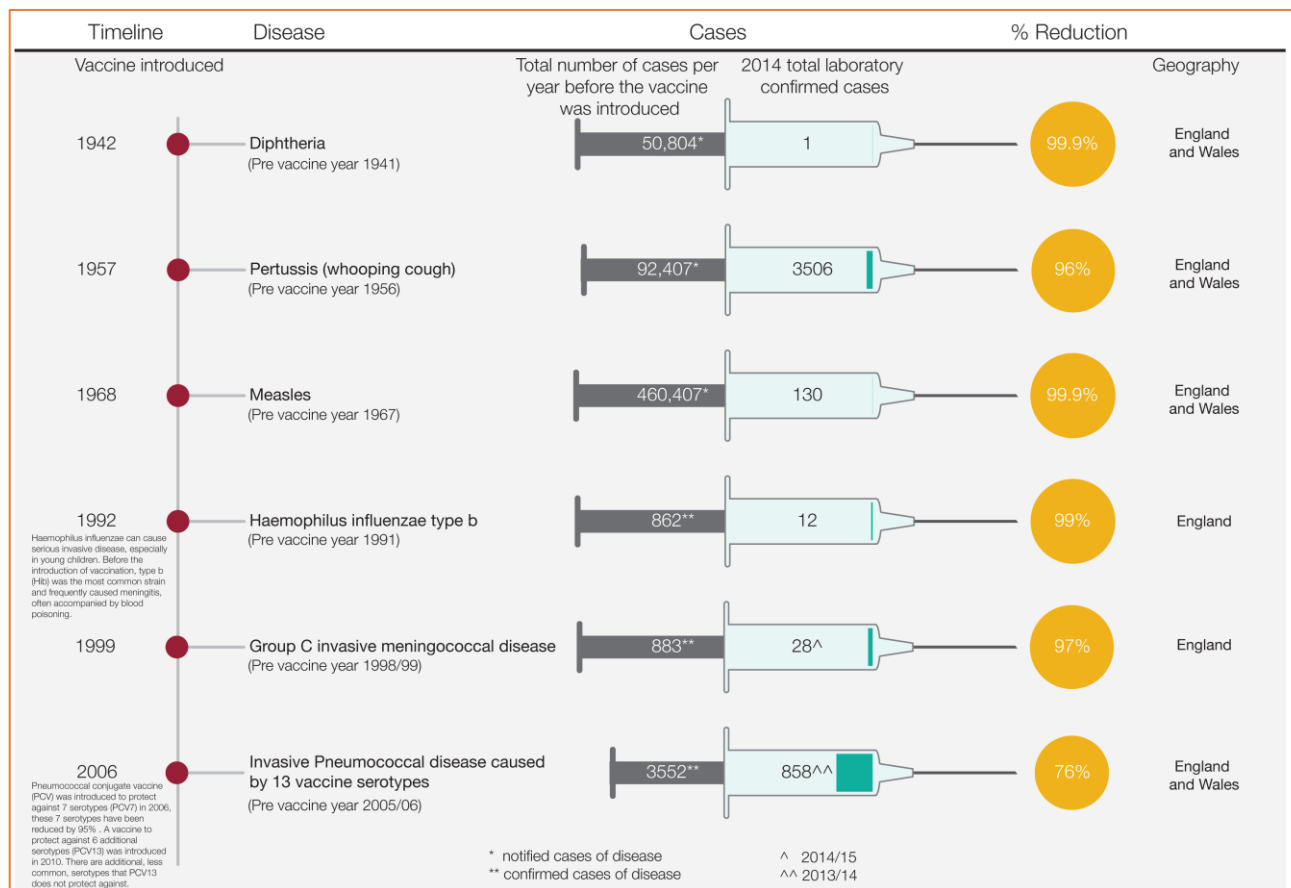 Timeline Disease Cases % Reduction
Vaccine introduced
Total number of cases per
year before the vaccine
was introduced
2014 total laboratory
confirmed cases
Geography
1942
Diphtheria
(Pre vaccine year 1941)
50,804*
1
99.9%
England
and Wales
1957
Pertussis (whooping cough)
(Pre vaccine year 1956)
92,407*
3506
96%
England
and Wales
1968
Measles
(Pre vaccine year 1967)
460,407*
130
99.9%
England
and Wales
1992
Haemophilus influenzae can cause
serious invasive disease, especially
in young children. Before the
introduction of vaccination, type b
(Hib) was the most common strain
and frequently caused meningitis,
often accompanied by blood
poisoning.
Haemophilus influenzae type b
(Pre vaccine year 1991)
862**
12
99%
England
1999
Group C invasive meningococcal disease
(Pre vaccine year 1998/99)
883**
28^
97%
England
2006
Pneumococcal conjugate vaccine
(PCV) was introduced to protect
against 7 serotypes (PCV7) in 2006,
these 7 serotypes have been
reduced by 95% . A vaccine to
protect against 6 additional
serotypes (PCV13) was introduced
in 2010. There are additional, less
common, serotypes that PCV13
does not protect against.
Invasive Pneumococcal disease caused
by 13 vaccine serotypes
(Pre vaccine year 2005/06)
3552**
858^^
76%
England
and Wales
* notified cases of disease
** confirmed cases of disease
^ 2014/15
^^ 2013/14